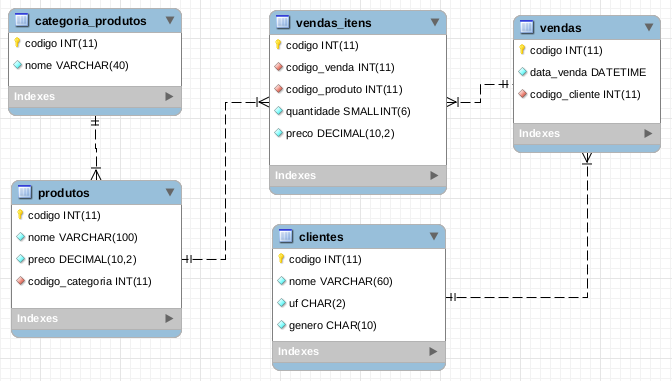 categoria_produtos
codigo INT(11)
nome VARCHAR(40)
Indexes
vendas_itens
codigo INT(11)
codigo_venda INT(11)
codigo_produto INT(11)
quantidade SMALLINT(6)
preco DECIMAL(10,2)
Indexes
vendas
codigo INT(11)
data_venda DATETIME
codigo_cliente INT(11)
Indexes
produtos
codigo INT(11)
nome VARCHAR(100)
preco DECIMAL(10,2)
codigo_categoria INT(11)
Indexes
clientes
codigo INT(11)
nome VARCHAR(60)
uf CHAR(2)
genero CHAR(10)
Indexes